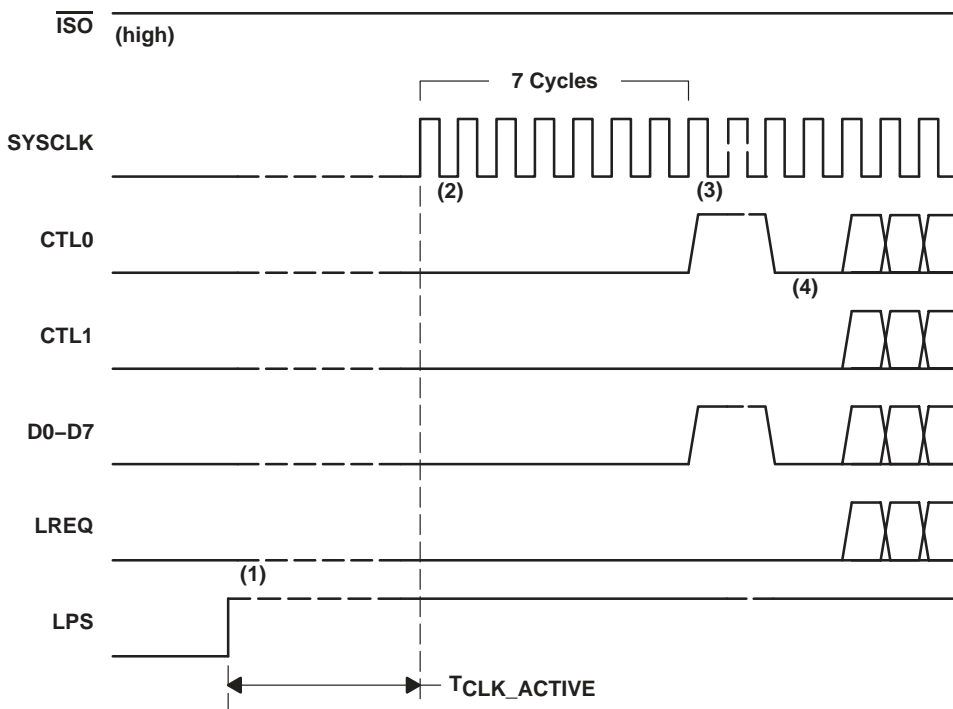 ISO
(high)
7 Cycles
SYSCLK
(2)
(3)
CTL0
(4)
CTL1
D0–D7
LREQ
(1)
LPS
TCLK_ACTIVE